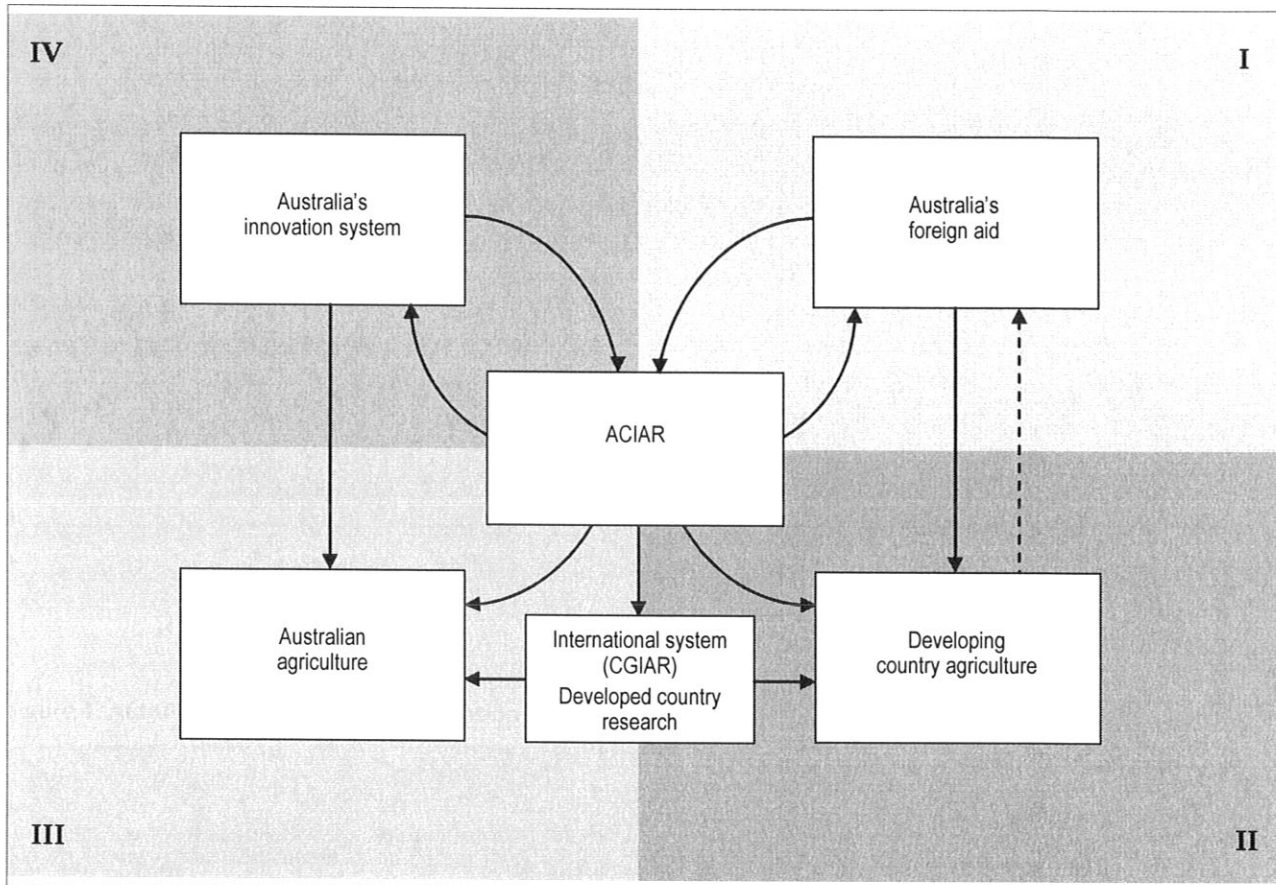 IV
I
Australia's
innovation system
Australia's
foreign aid
ACIAR
Australian
agriculture
International system
(CGIAR)
Developed country
research
Developing
country agriculture
III
II